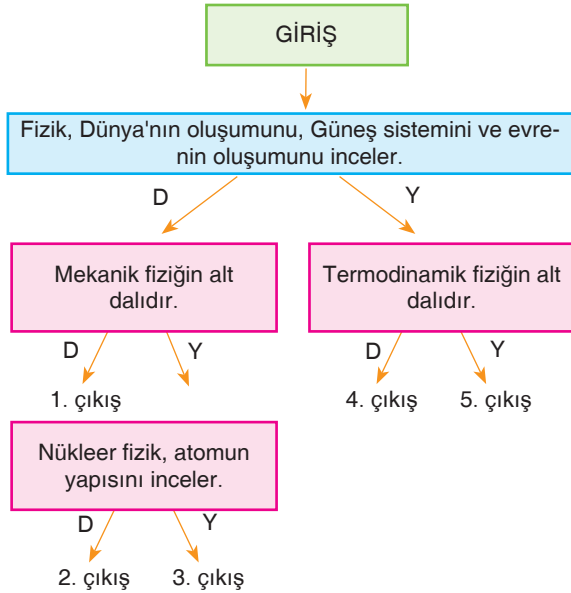 GİRİŞ
Fizik, Dünya'nın oluşumunu, Güneş sistemini ve evre-
nin oluşumunu inceler.
D
Y
Mekanik fiziğin alt
dalıdır.
Termodinamik fiziğin alt
dalıdır.
D
Y
D
Y
1. çıkış
4. çıkış
5. çıkış
Nükleer fizik, atomun
yapısını inceler.
D
Y
2. çıkış
3. çıkış